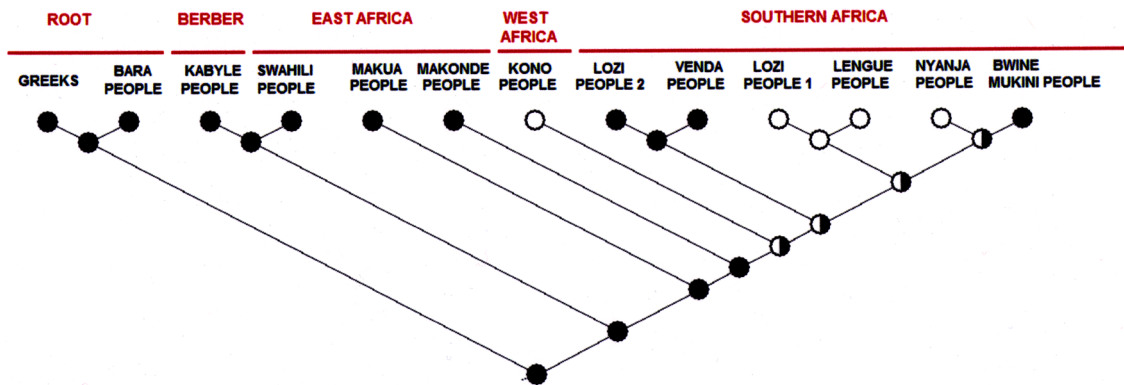 ROOT
BERBER
EAST AFRICA
WEST
AFRICA
SOUTHERN AFRICA
GREEKS
BARA
PEOPLE
KABYLE
PEOPLE
SWAHILI
PEOPLE
MAKUA
PEOPLE
MAKONDE
PEOPLE
KONO
PEOPLE
LOZI
PEOPLE 2
VENDA
PEOPLE
LOZI
PEOPLE 1
LENGUE
PEOPLE
NYANJA
PEOPLE
BWINE
MUKINI PEOPLE